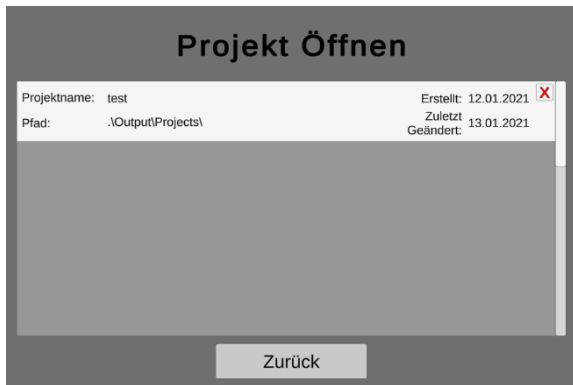 Projekt Öffnen
Projektname: test
Erstellt: 12.01.2021 X
Pfad: .\Output\Projects\
Zuletzt
Geändert: 13.01.2021
Zurück